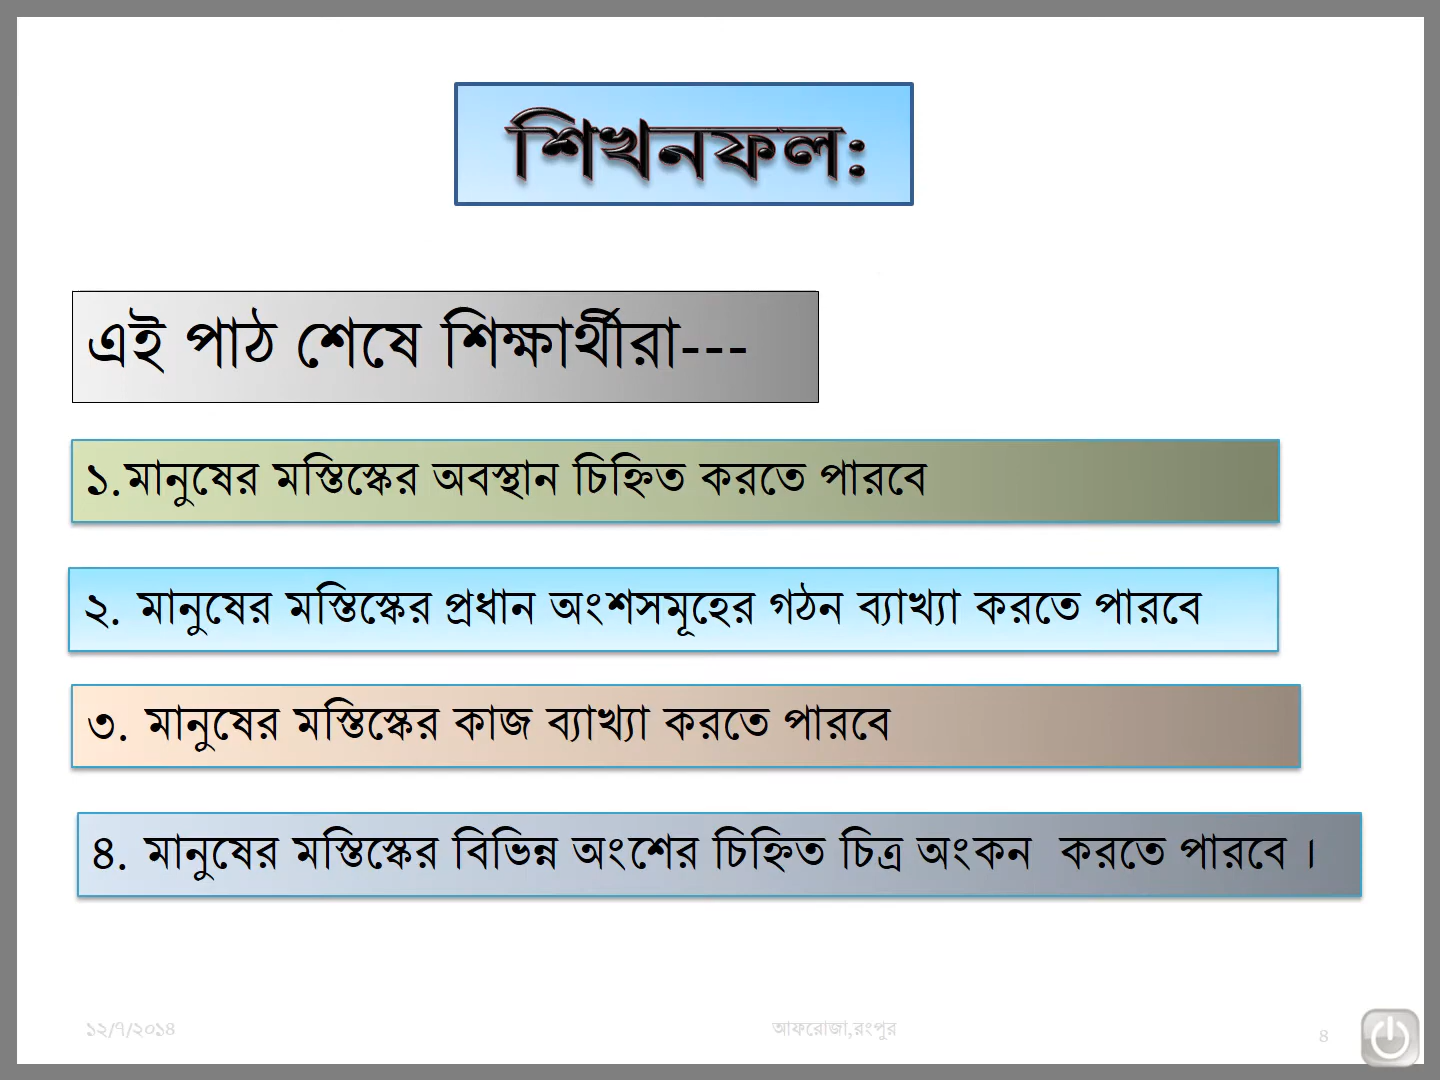 শিখনফল:
এই পাঠ শেষে শিক্ষার্থীরা---
১.মানুষের মস্তিস্কের অবস্থান চিহ্নিত করতে পারবে
২. মানুষের মস্তিস্কের প্রধান অংশসমূহের গঠন ব্যাখ্যা করতে পারবে
৩. মানুষের মস্তিস্কের কাজ ব্যাখ্যা করতে পারবে
৪. মানুষের মস্তিস্কের বিভিন্ন অংশের চিহ্নিত চিত্র অংকন করতে পারবে ।
১২/৭/২০১৪ আফরোজা,রংপুর ৪